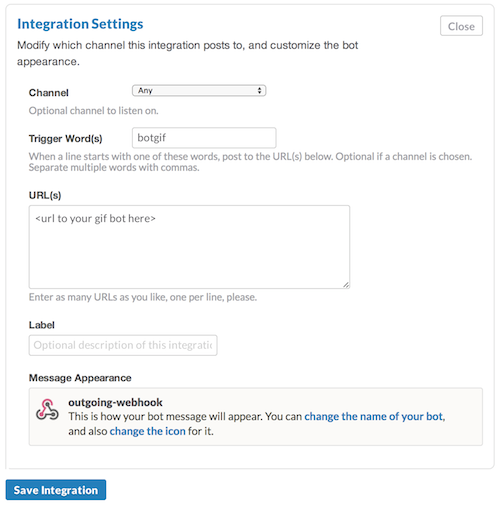 Integration Settings
Close
Modify which channel this integration posts to, and customize the bot
appearance.
Channel
Any
Optional channel to listen on.
Trigger Word(s)
botgif
When a line starts with one of these words, post to the URL(s) below. Optional if a channel is chosen.
Separate multiple words with commas.
URL(s)
<url to your gif bot here>
Enter as many URLs as you like, one per line, please.
Label
Optional description of this integratio
Message Appearance
outgoing-webhook
This is how your bot message will appear. You can change the name of your bot,
and also change the icon for it.
Save Integration